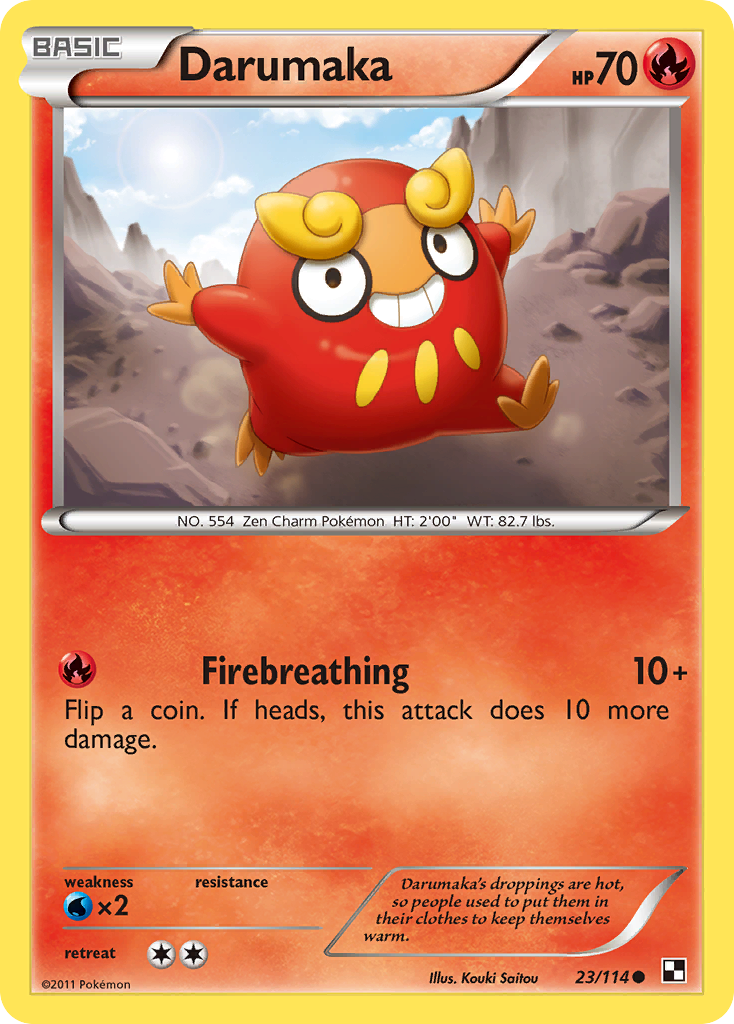 BASIC
Darumaka
HP70
NO. 554 Zen Charm Pokémon HT: 2'00" WT: 82.7 lbs.
Firebreathing 10+
Flip a coin. If heads, this attack does 10 more
damage.
weakness resistance
×2
retreat
Darumaka's droppings are hot,
so people used to put them in
their clothes to keep themselves
warm.
©2011 Pokémon Illus. Kouki Saitou 23/114